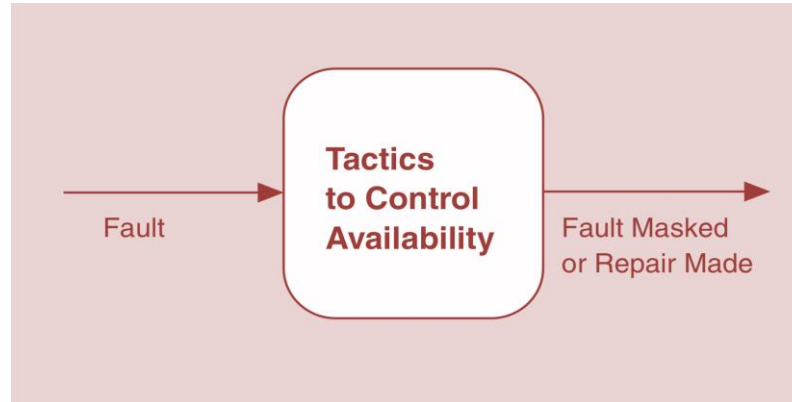 Fault
Tactics
to Control
Availability
Fault Masked
or Repair Made